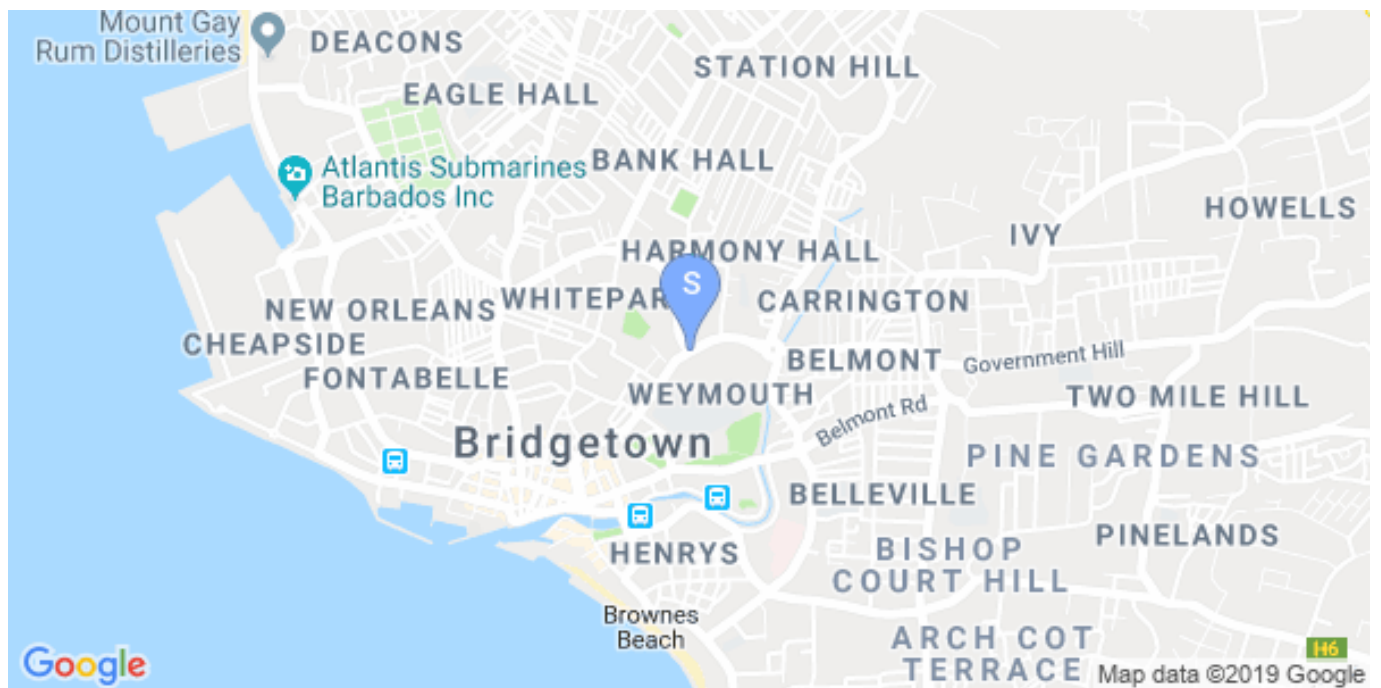 Mount Gay
Rum Distilleries
DEACONS
STATION HILL
EAGLE HALL
BANK HALL
Atlantis Submarines
Barbados Inc
HOWELLS
IVY
HARMONY HALL
S
NEW ORLEANS
WHITEPAR
CARRINGTON
CHEAPSIDE
BELMONT
Government Hill
FONTABELLE
WEYMOUTH
TWO MILE HILL
Belmont Rd
Bridgetown
PINE GARDENS
BELLEVILLE
PINELANDS
HENRYS
BISHOP
COURT HILL
Brownes
Beach
ARCH COT
TERRACE
H6
Google
Map data ©2019 Google